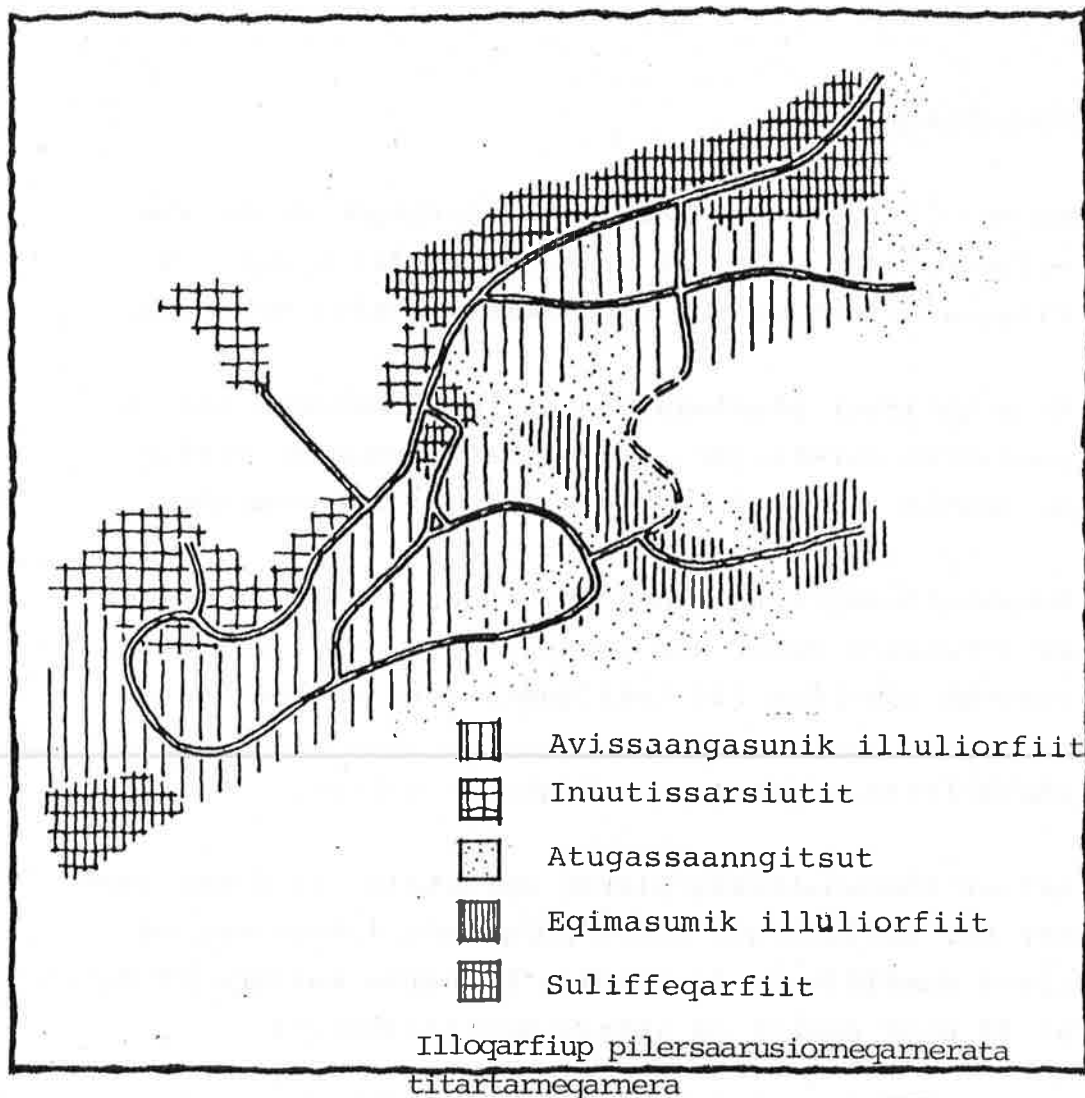 Avissaangasunik illuliorfiit
Inuutissarsiutit
Atugassaanngitsut
Eqimasumik illuliorfiit
Suliffeqarfiit
Illoqarfiup pilersaarusiorneqarnerata
titartarneqarnera